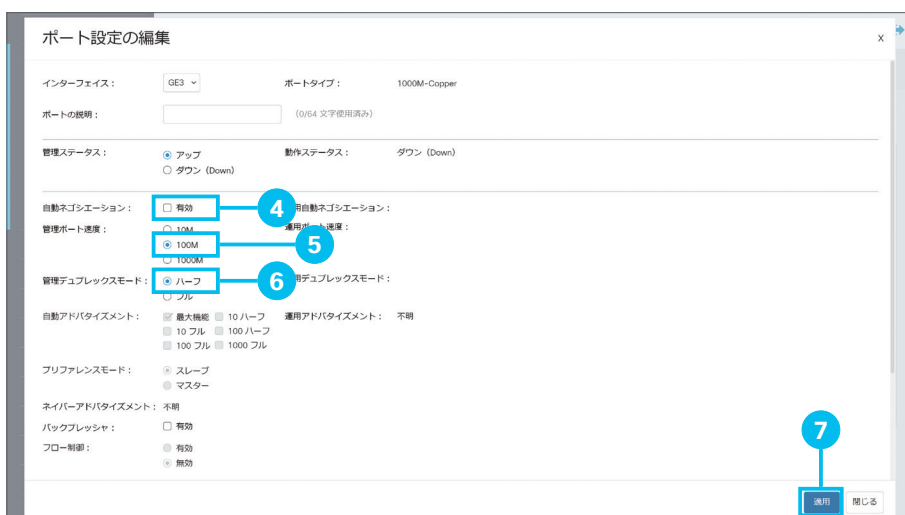 ポート設定の編集
X
インターフェイス： GE3 ポートタイプ： 1000M-Copper
ポートの説明： （0/64 文字使用済み）
管理ステータス： アップ 動作ステータス： ダウン（Down）
ダウン（Down）
自動ネゴシエーション： 有効 4 用自動ネゴシエーション：
管理ポート速度： 10M 運用ポート速度：
100M 5
1000M
管理デュプレックスモード： ハーフ 6 用デュプレックスモード：
フル
自動アドバタイズメント： 最大機能 10 ハーフ 運用アドバタイズメント： 不明
10 フル 100 ハーフ
100 フル 1000 フル
プリファレンスモード： スレーブ
マスター
ネイバーアドバタイズメント： 不明
バックプレッシャ： 有効
フロー制御： 有効
無効
7
適用 閉じる